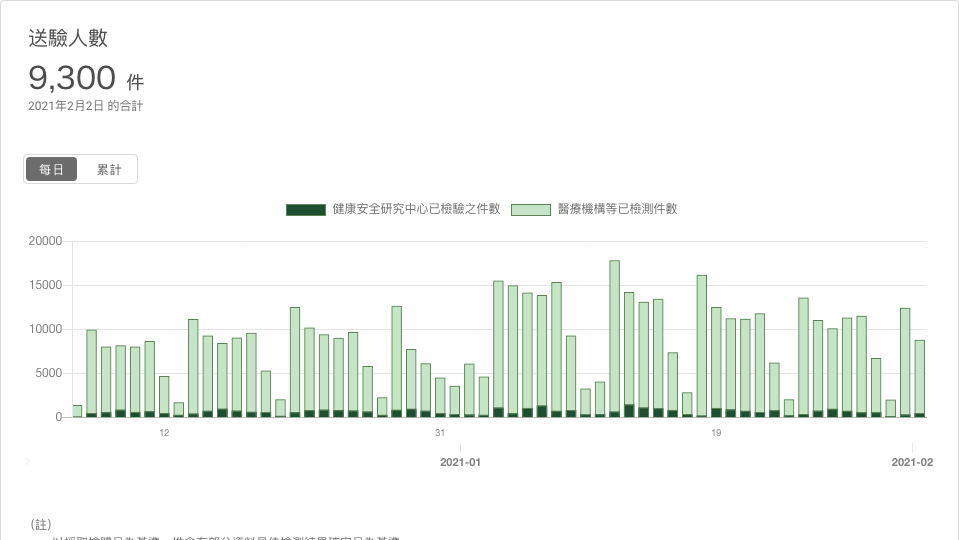 送驗人數
9,300 件
2021年2月2日 的合計
每日 累計
健康安全研究中心已檢驗之件數 醫療機構等已檢測件數
20000
15000
10000
5000
0
12 31 19
2 2021-01 2021-02
(註)